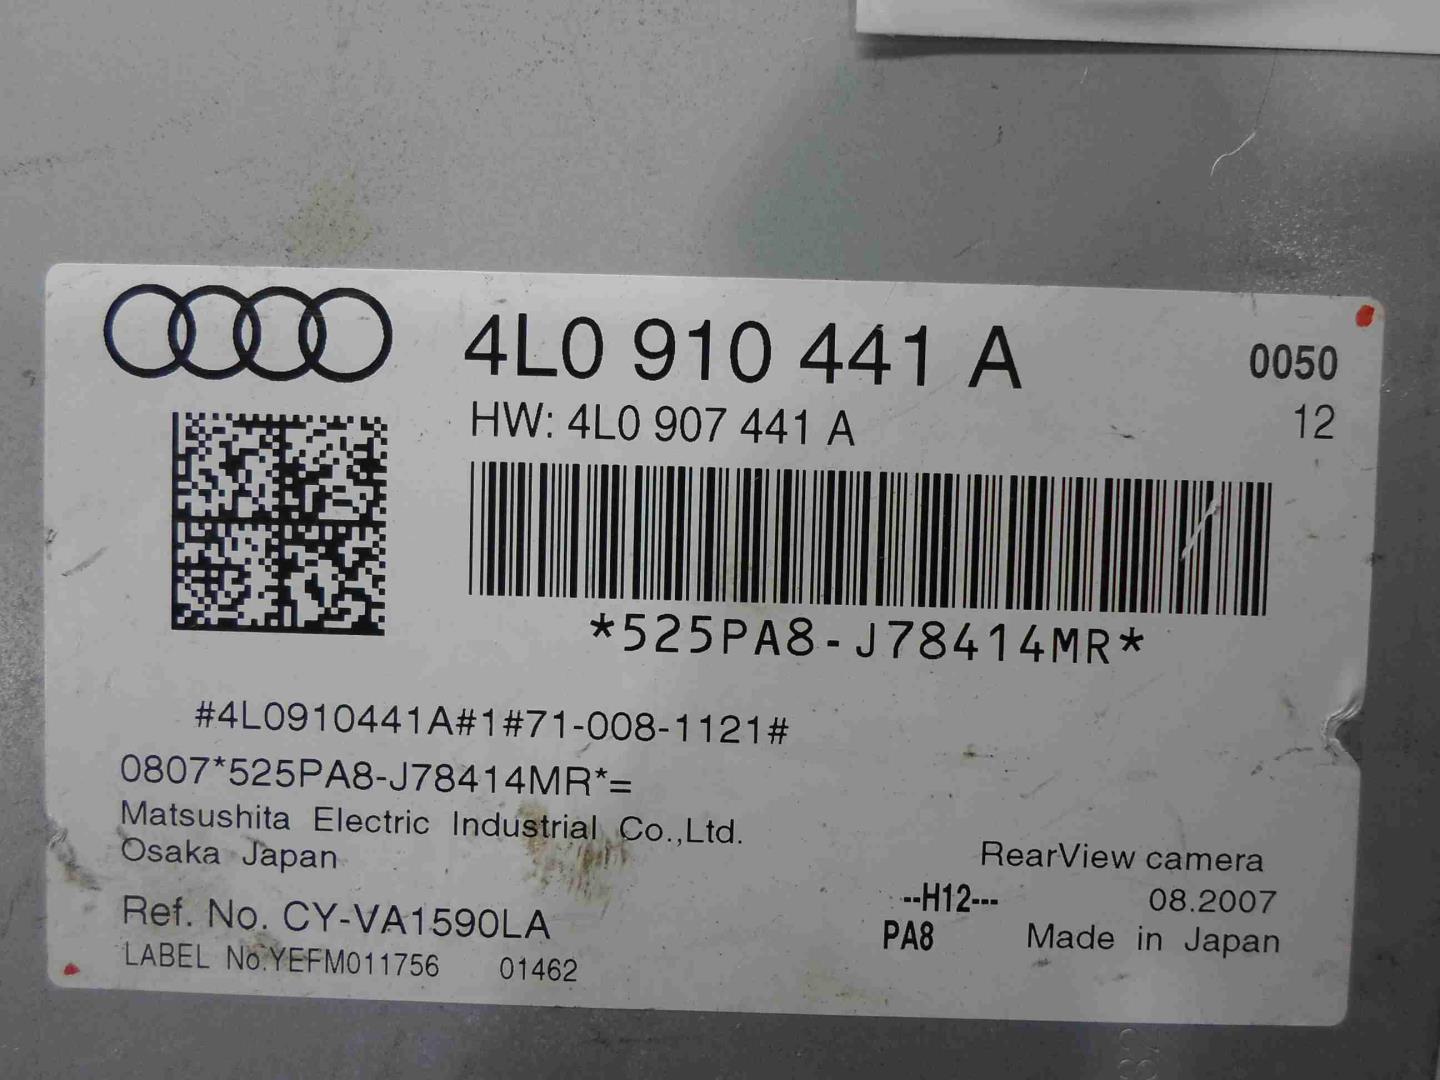 4L0 910 441 A 0050
HW: 4L0 907 441 A 12
*525PA8-J78414MR*
#4L0910441A#1#71-008-1121#
0807*525PA8-J78414MR*=
Matsushita Electric Industrial Co.,Ltd.
Osaka Japan
RearView camera
--H12--- 08.2007
Ref. No. CY-VA1590LA
PA8 Made in Japan
LABEL No.YEFM011756 01462